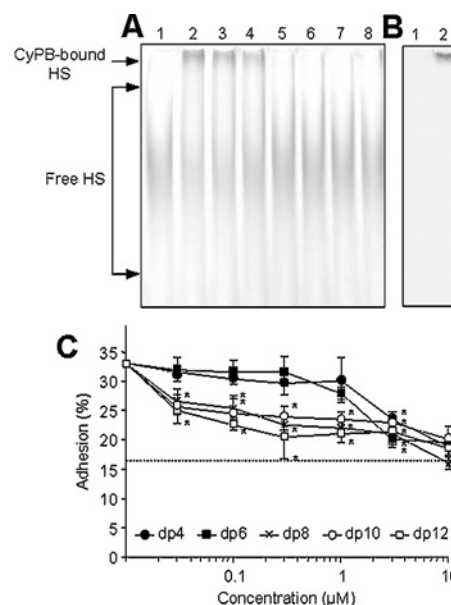 A
B
1 2 3 4 5 6 7 8
1 2
CyPB-bound
HS
Free HS
C
35
30
25
20
15
10
5
0
Adhesion (%)
* * * * * * * * * * * *
dp4 dp6 dp8 dp10 dp12
0.1 1 10
Concentration (µM)